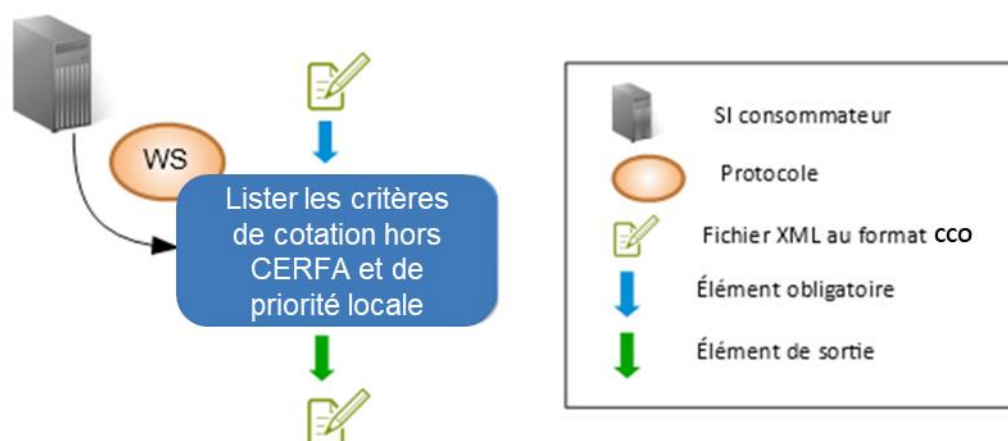 WS
Lister les critères
de cotation hors
CERFA et de
priorité locale
SI consommateur
Protocole
Fichier XML au format CCO
Élément obligatoire
Élément de sortie